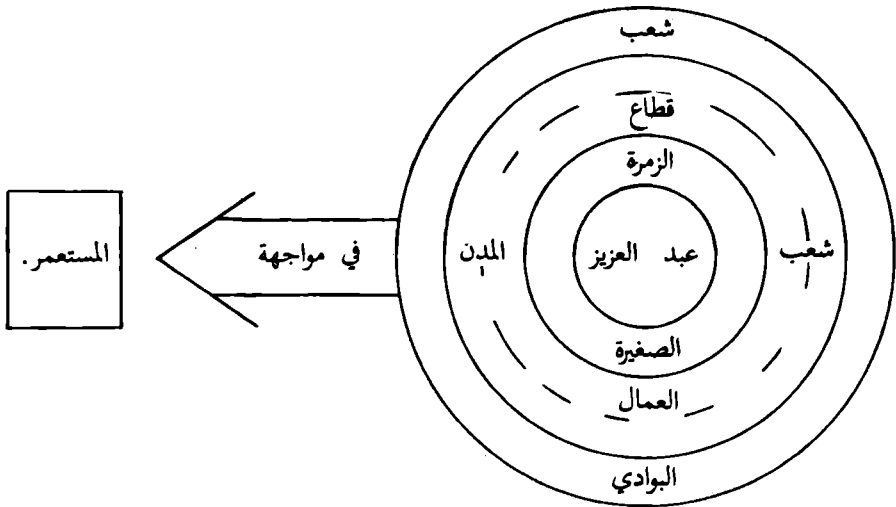 شعب
قطاع
الزمرة
شعب
عبد العزيز
المدن
في مواجهة
المستعمر.
الصغيرة
العمال
البوادي